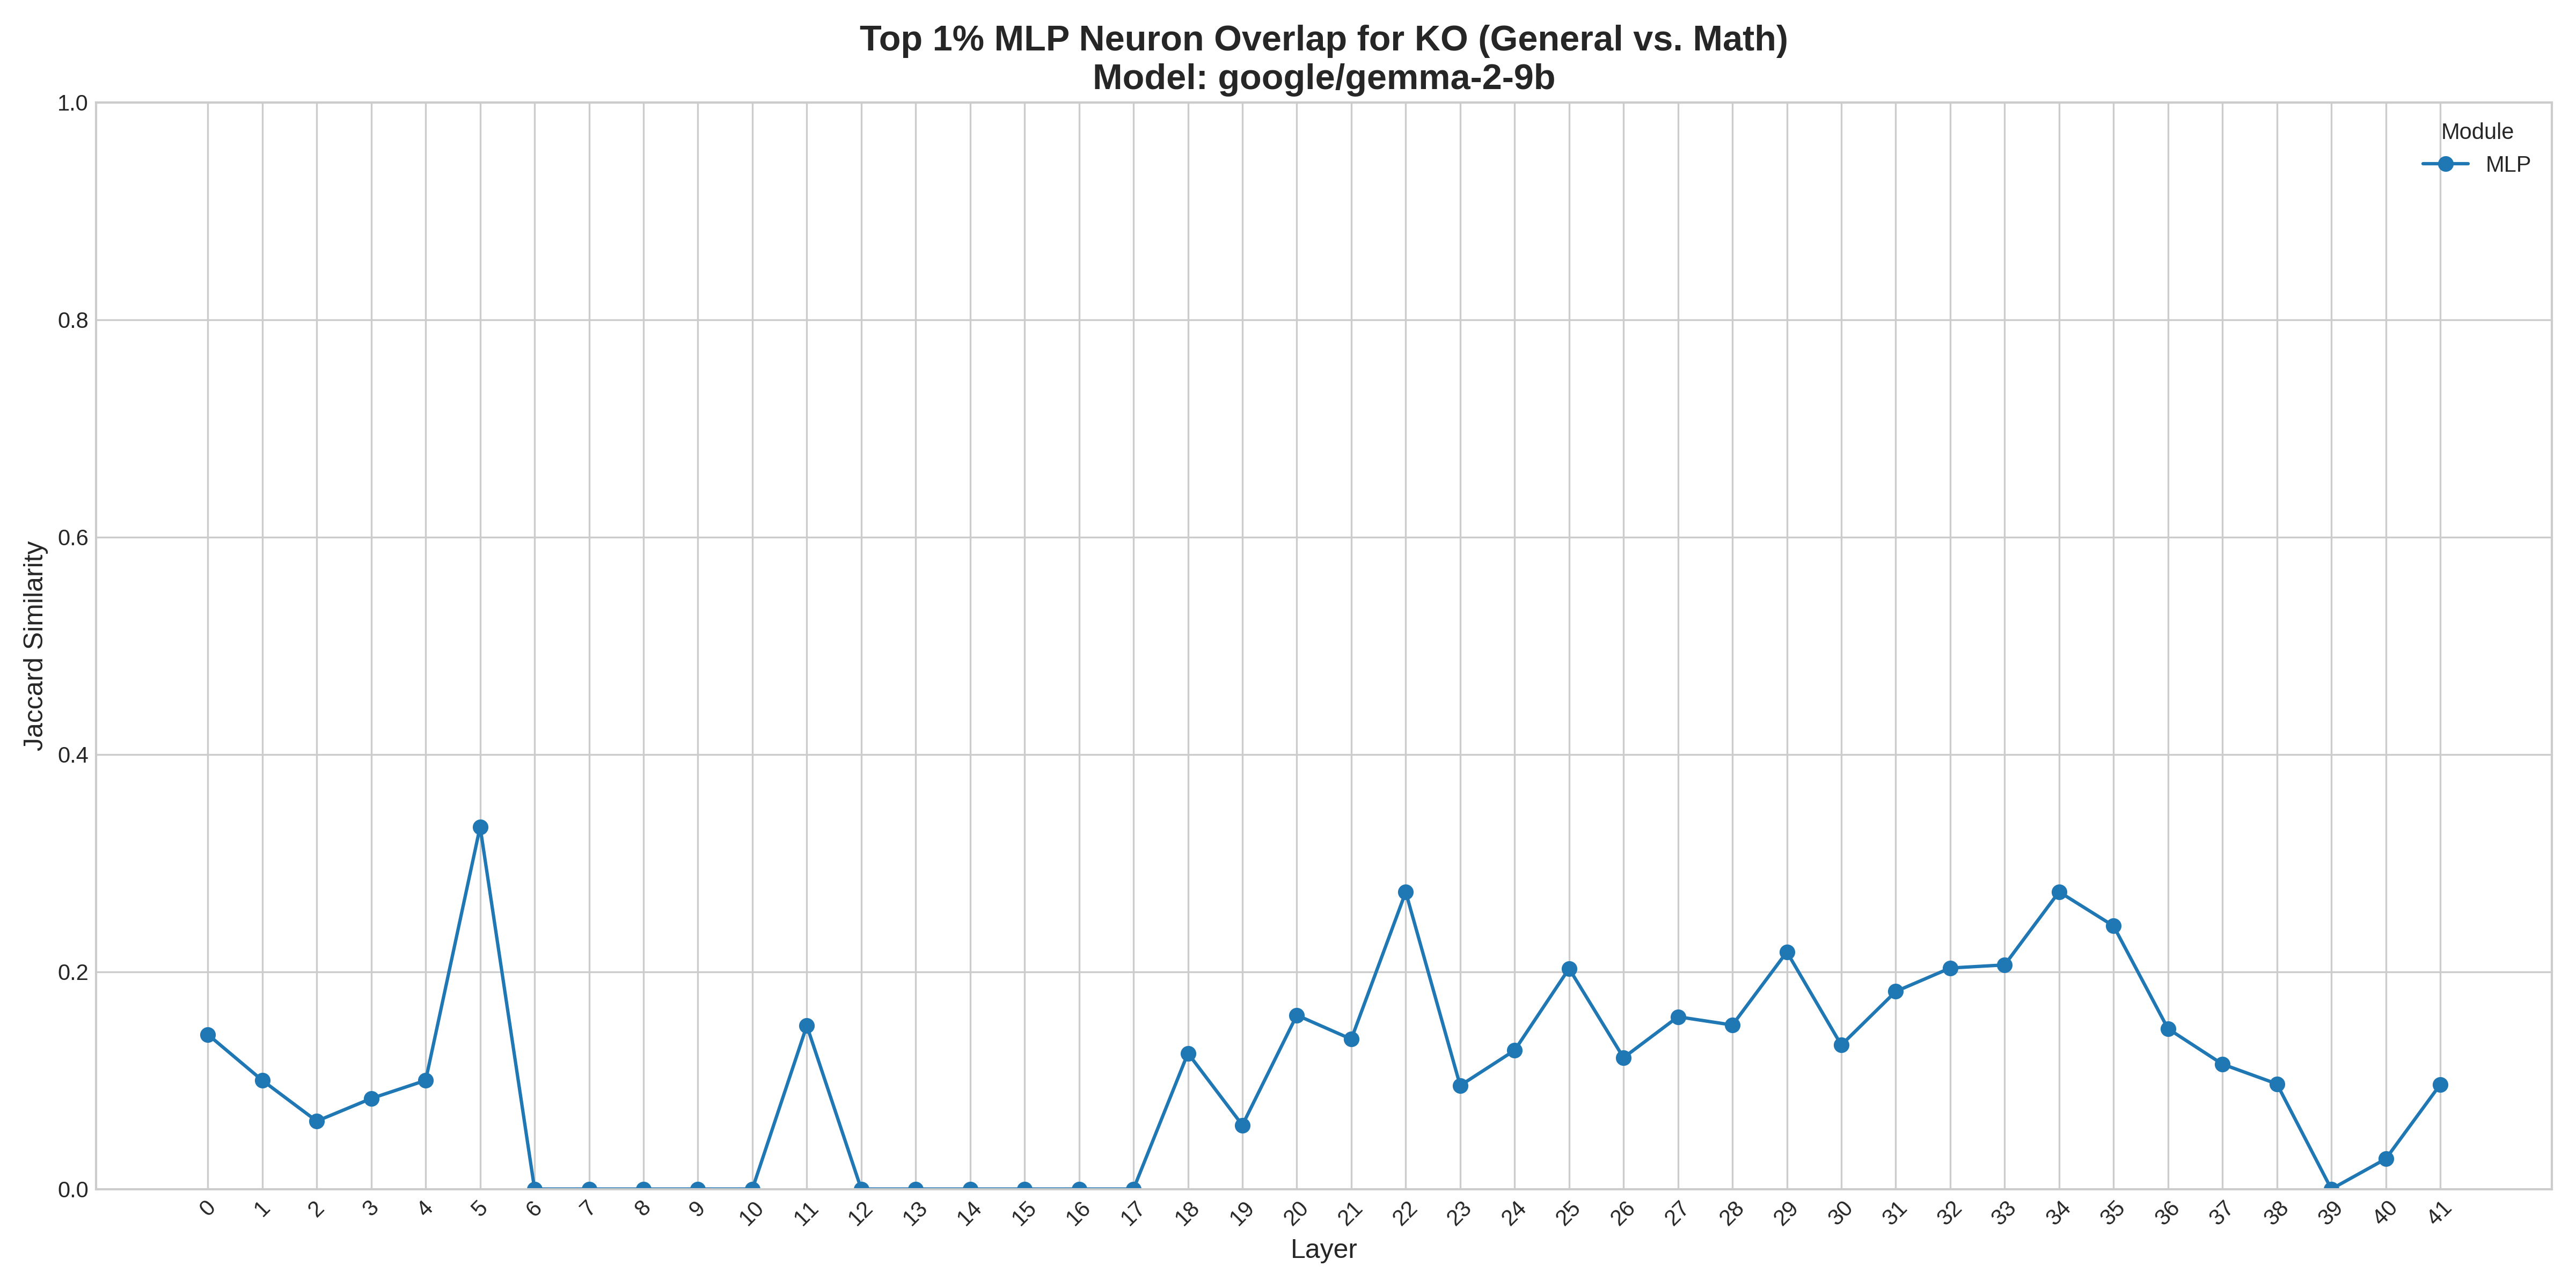 Top 1% MLP Neuron Overlap for KO (General vs. Math)
Model: google/gemma-2-9b
Module
MLP
Jaccard Similarity
1.0
0.8
0.6
0.4
0.2
0.0
0 1 2 3 4 5 6 7 8 9 10 11 12 13 14 15 16 17 18 19 20 21 22 23 24 25 26 27 28 29 30 31 32 33 34 35 36 37 38 39 40 41
Layer